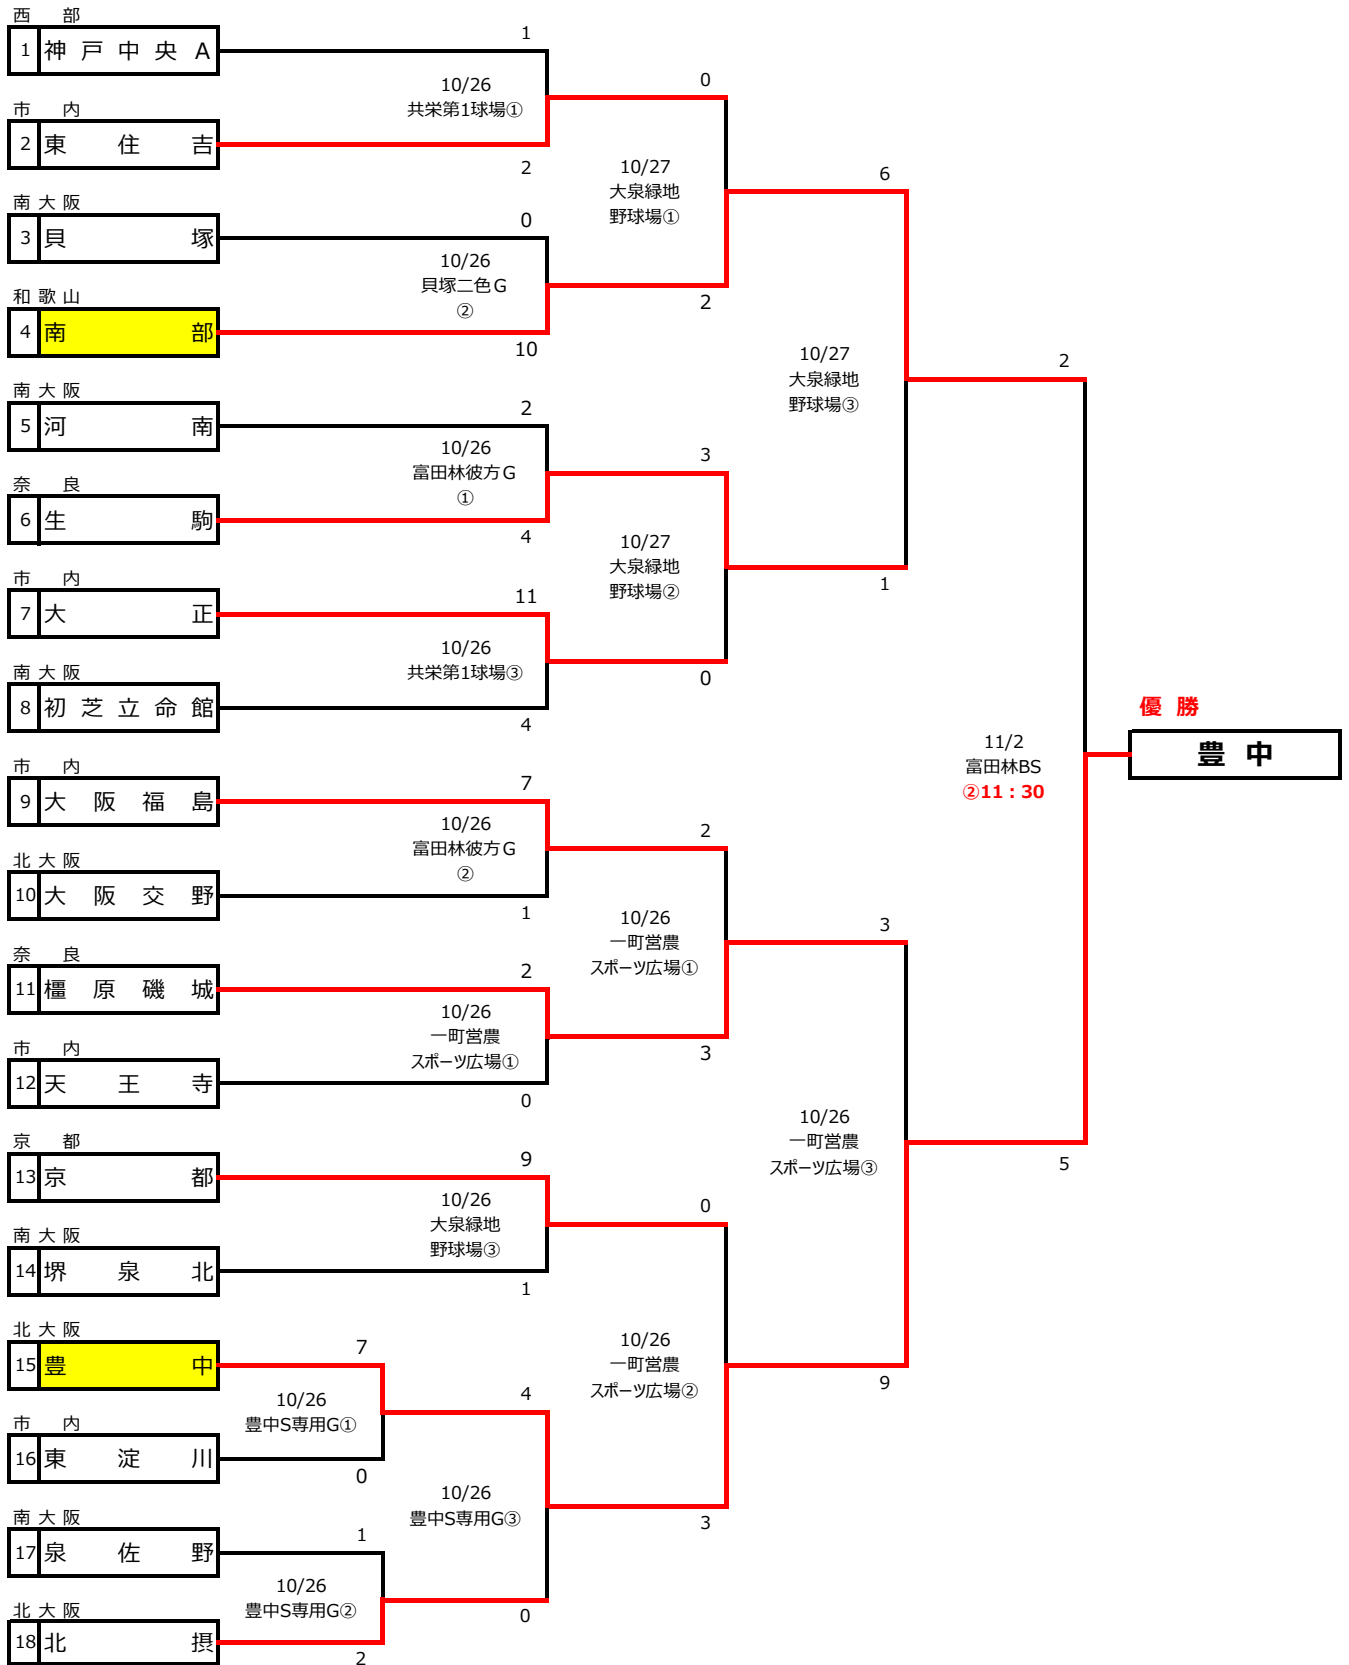 西部
1 神戸中央A
1
10/26
共栄第1球場①
市内
2 東住吉
2
0
10/27
大泉緑地
野球場①
南大阪
3 貝塚
0
10/26
貝塚二色G
②
和歌山
4 南部
10
2
6
10/27
大泉緑地
野球場③
南大阪
5 河南
2
10/26
富田林彼方G
①
奈良
6 生駒
4
3
10/27
大泉緑地
野球場②
市内
7 大正
11
10/26
共栄第1球場③
南大阪
8 初芝立命館
4
0
1
2
11/2
富田林BS
②11：30
優勝
豊中
市内
9 大阪福島
7
10/26
富田林彼方G
②
北大阪
10 大阪交野
1
2
10/26
一町営農
スポーツ広場①
奈良
11 橿原磯城
2
10/26
一町営農
スポーツ広場①
市内
12 天王寺
0
3
3
10/26
一町営農
スポーツ広場③
5
京都
13 京都
9
10/26
大泉緑地
野球場③
南大阪
14 堺泉北
1
0
10/26
一町営農
スポーツ広場②
9
北大阪
15 豊中
7
10/26
豊中S専用G①
市内
16 東淀川
0
4
10/26
豊中S専用G③
3
南大阪
17 泉佐野
1
10/26
豊中S専用G②
北大阪
18 北摂
2
0